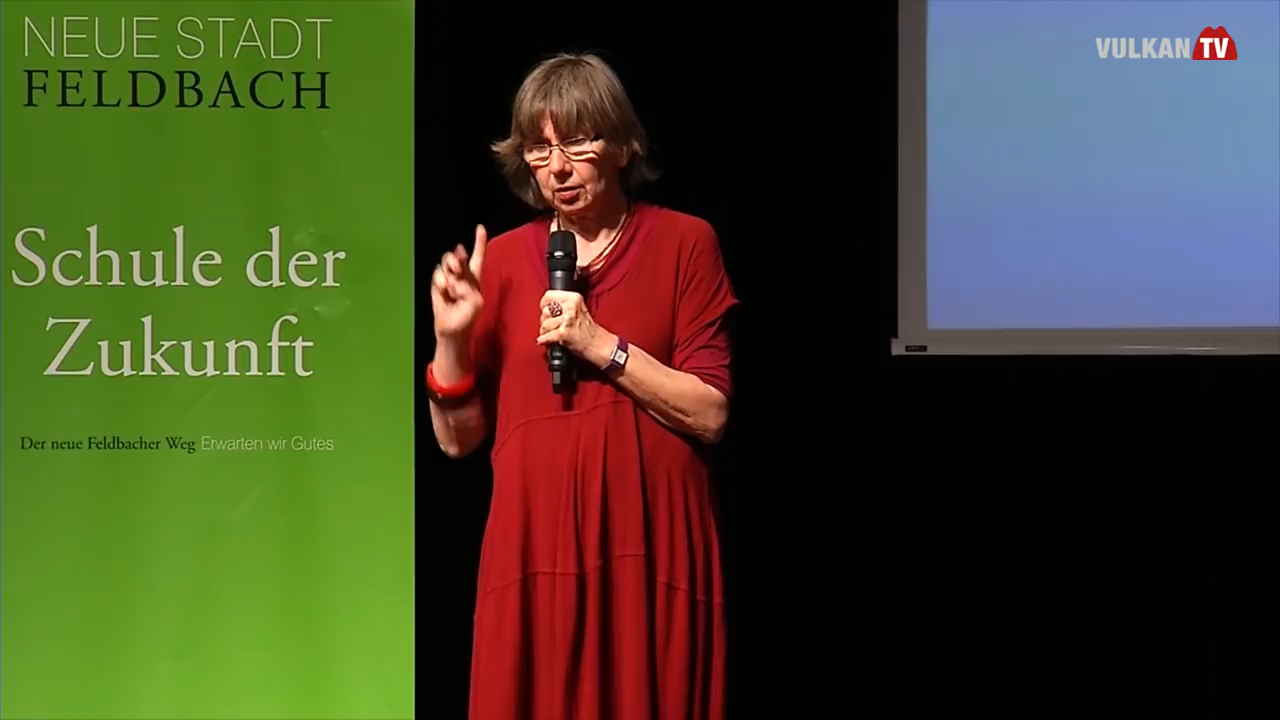 NEUE STADT
FELDBACH
Schule der
Zukunft
Der neue Feldbacher Weg Erwarten wir Gutes
VULKAN TV